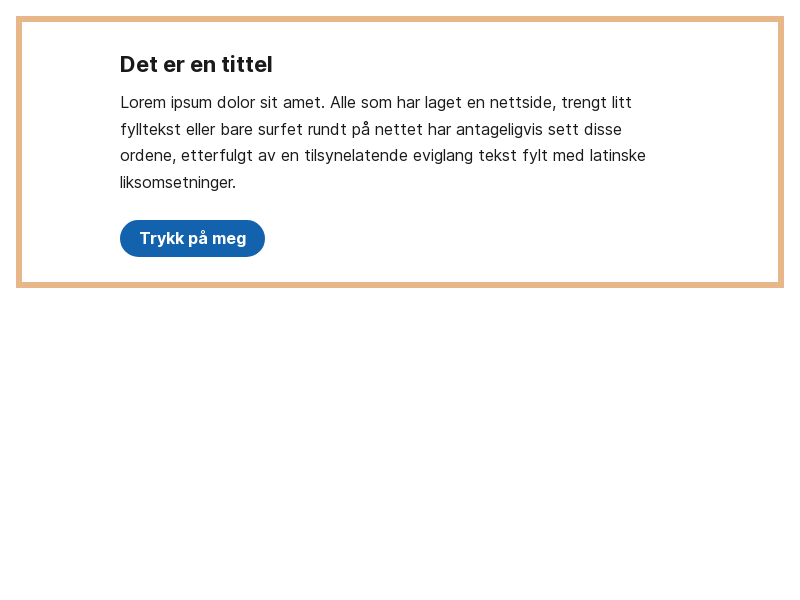 Det er en tittel
Lorem ipsum dolor sit amet. Alle som har laget en nettside, trengt litt
fylltekst eller bare surfet rundt på nettet har antageligvis sett disse
ordene, etterfulgt av en tilsynelatende eviglang tekst fylt med latinske
liksomsetninger.
Trykk på meg